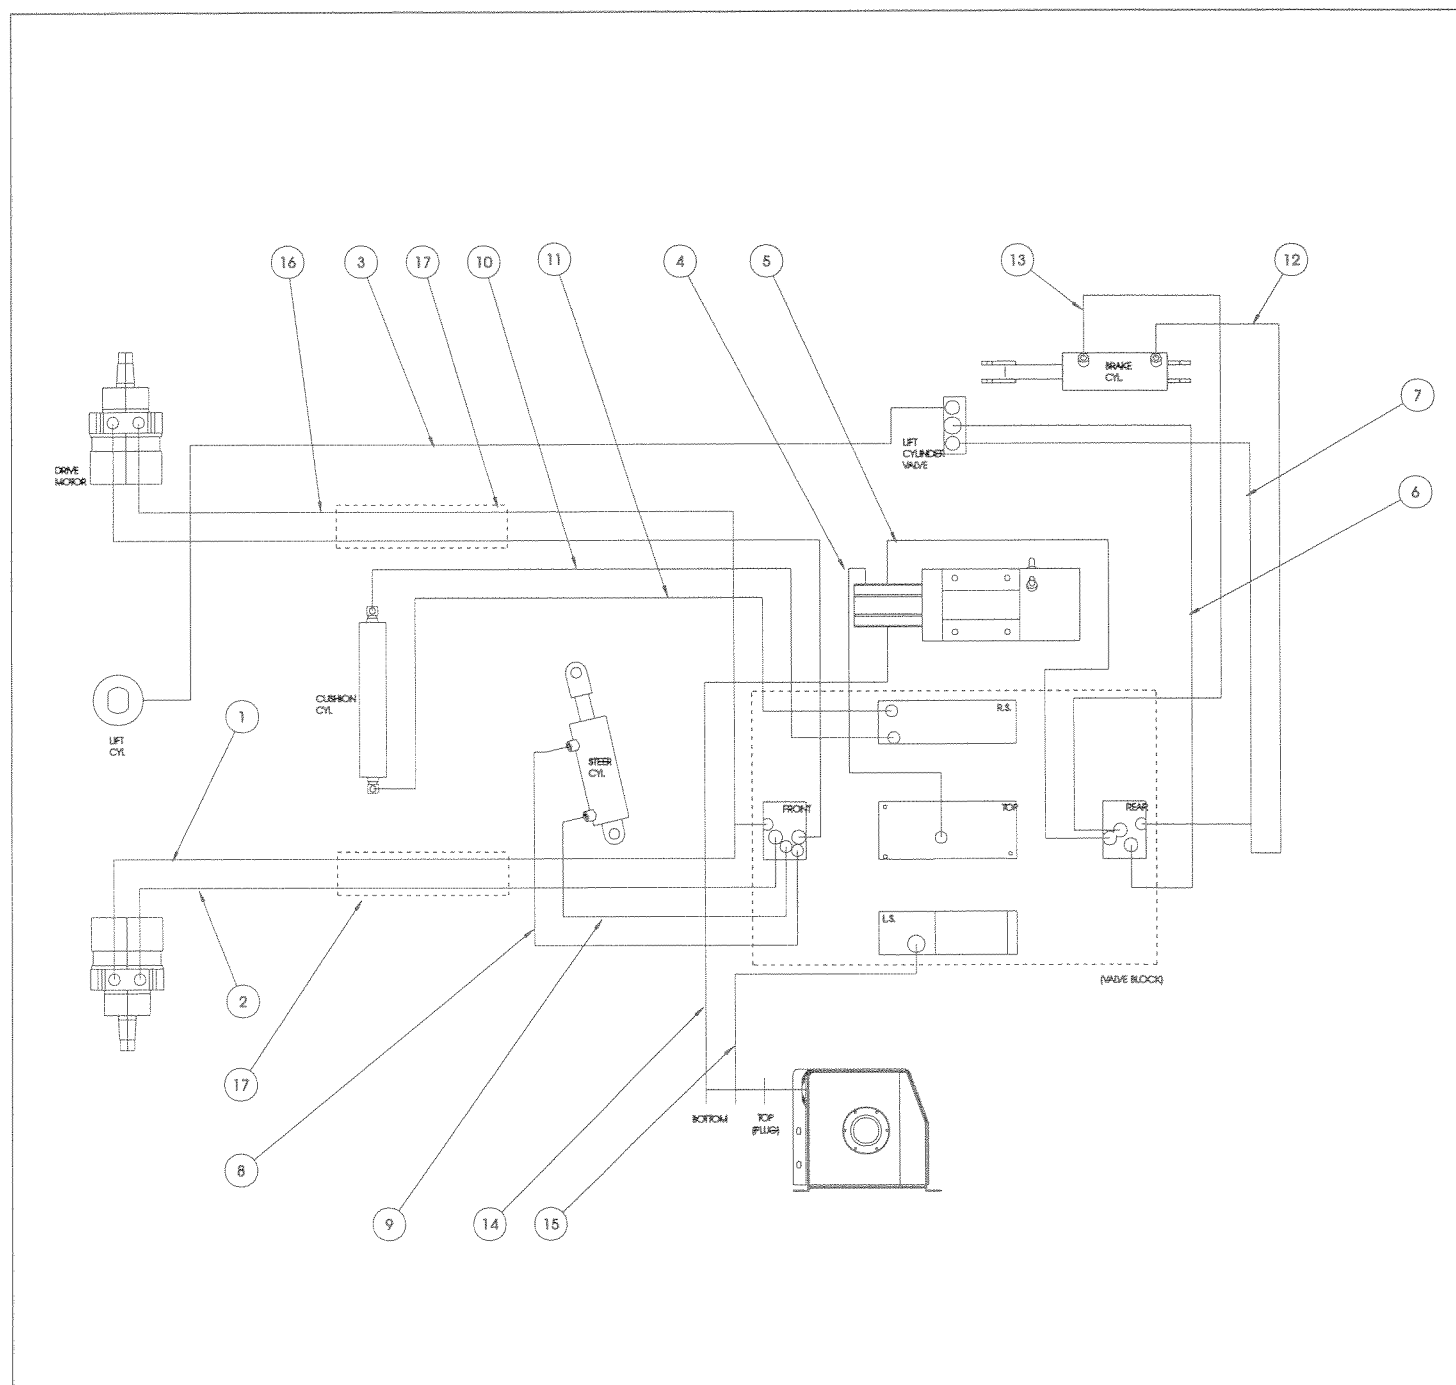 16
3
17
10
11
4
5
13
12
BRAKE
CYL.
7
LIFT
CYLINDER
VALVE
DRIVE
MOTOR
6
CUSHION
CYL.
R.S.
1
LIFT
CYL.
STEER
CYL.
FRONT
TOP
REAR
L.S.
(VALVE BLOCK)
2
17
BOTTOM
TOP
(PLUG)
8
9
14
15